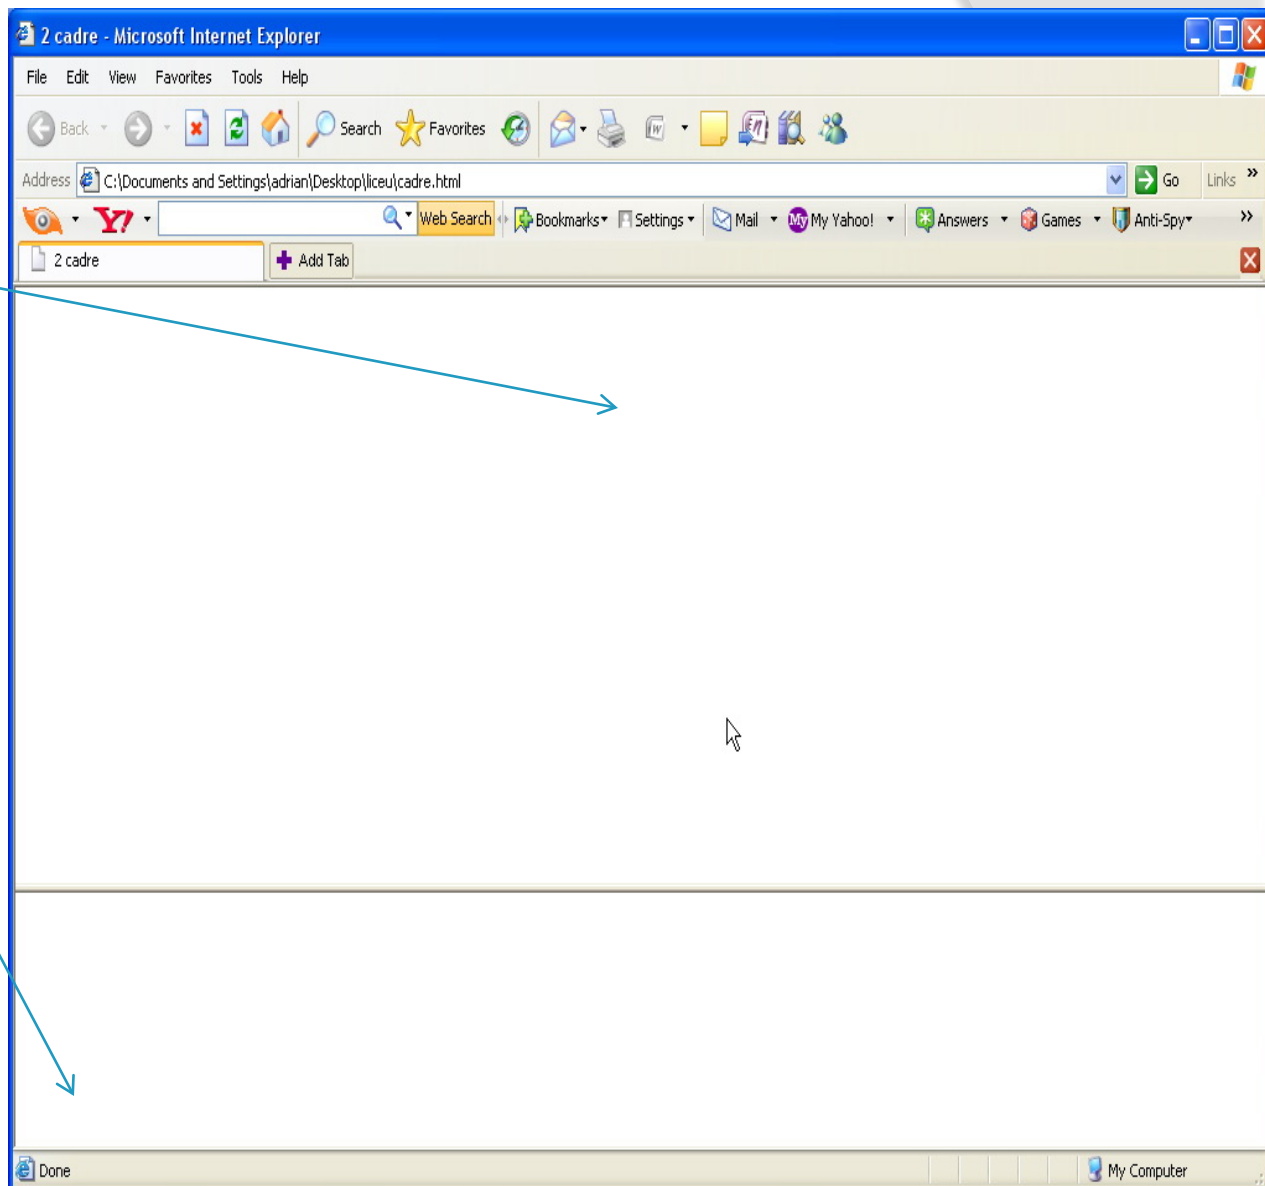 2 cadre - Microsoft Internet Explorer
File Edit View Favorites Tools Help
Back Search Favorites
Address C:\Documents and Settings\adrian\Desktop\liceu\cadre.html Go Links »
Y! Web Search Bookmarks Settings Mail My My Yahoo! Answers Games Anti-Spy »
2 cadre Add Tab
Done My Computer